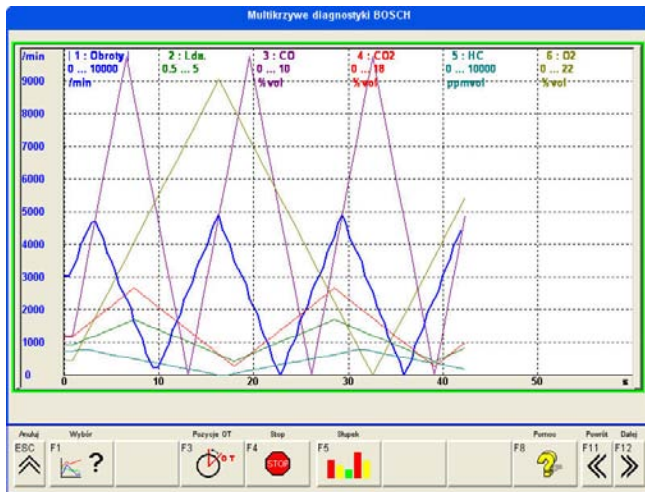 Multikrzywe diagnostyki BOSCH
/min 1 : Obroty 2 : Lda. 3 : CO 4 : CO2 5 : HC 6 : O2
0 ... 10000 0.5 ... 5 0 ... 10 0 ... 18 0 ... 10000 0 ... 22
/min %vol %vol ppmvol %vol
9000
8000
7000
6000
5000
4000
3000
2000
1000
0
0 10 20 30 40 50 s
Anuluj Wybór Pozycje OT Stop Słupek Pomoc Powrót Dalej
ESC F1 F3 F4 F5 F8 F11 F12
? OT STOP ?